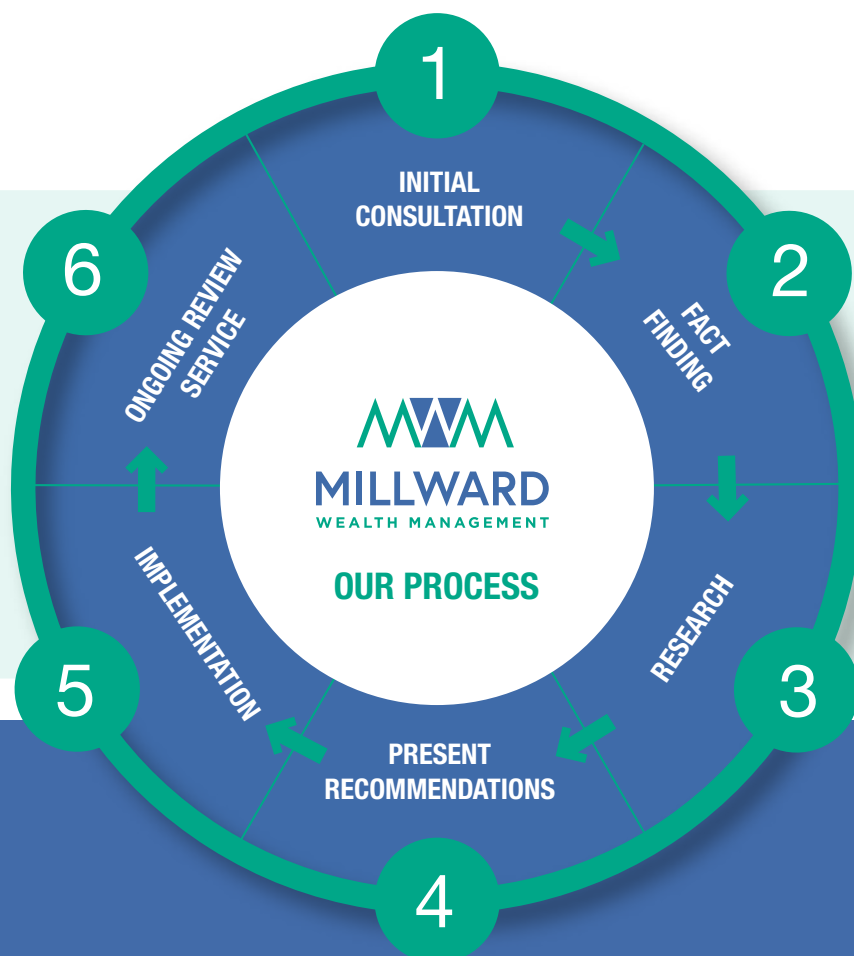 1
INITIAL
CONSULTATION
2
FACT
FINDING
3
RESEARCH
4
PRESENT
RECOMMENDATIONS
5
IMPLEMENTATION
6
ONGOING REVIEW
SERVICE
MWM
MILLWARD
WEALTH MANAGEMENT
OUR PROCESS